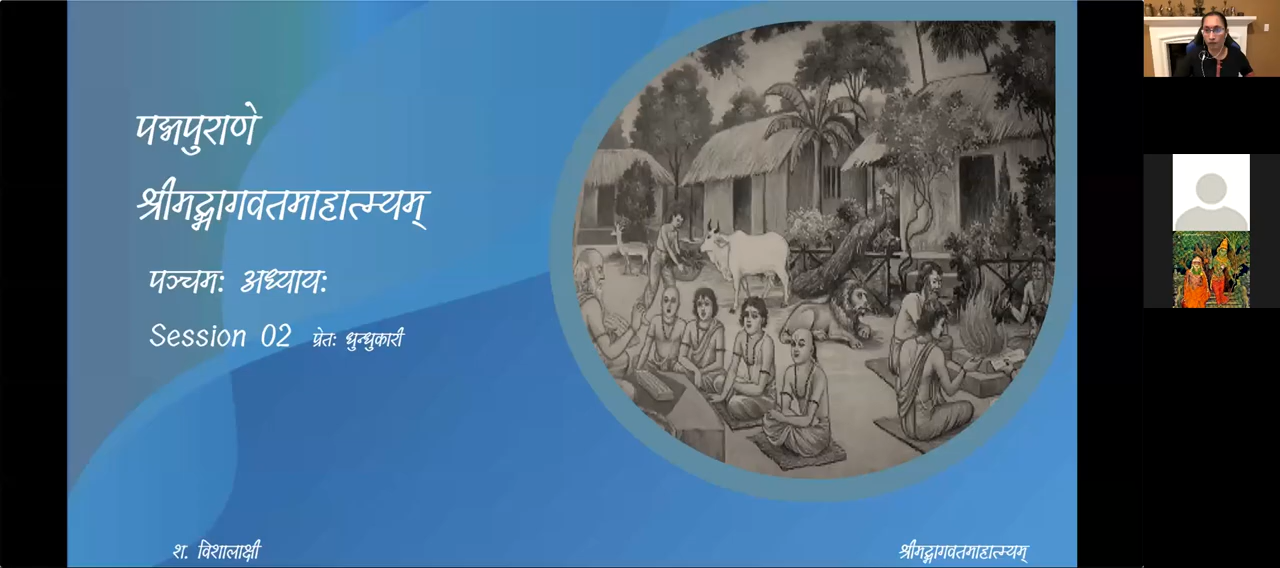 पद्मपुराणे
श्रीमद्भागवतमाहात्म्यम्
पञ्चमः अध्यायः
Session 02 प्रेतः धुन्धुकारी
श. विशालाक्षी
श्रीमद्भागवतमाहात्म्यम्